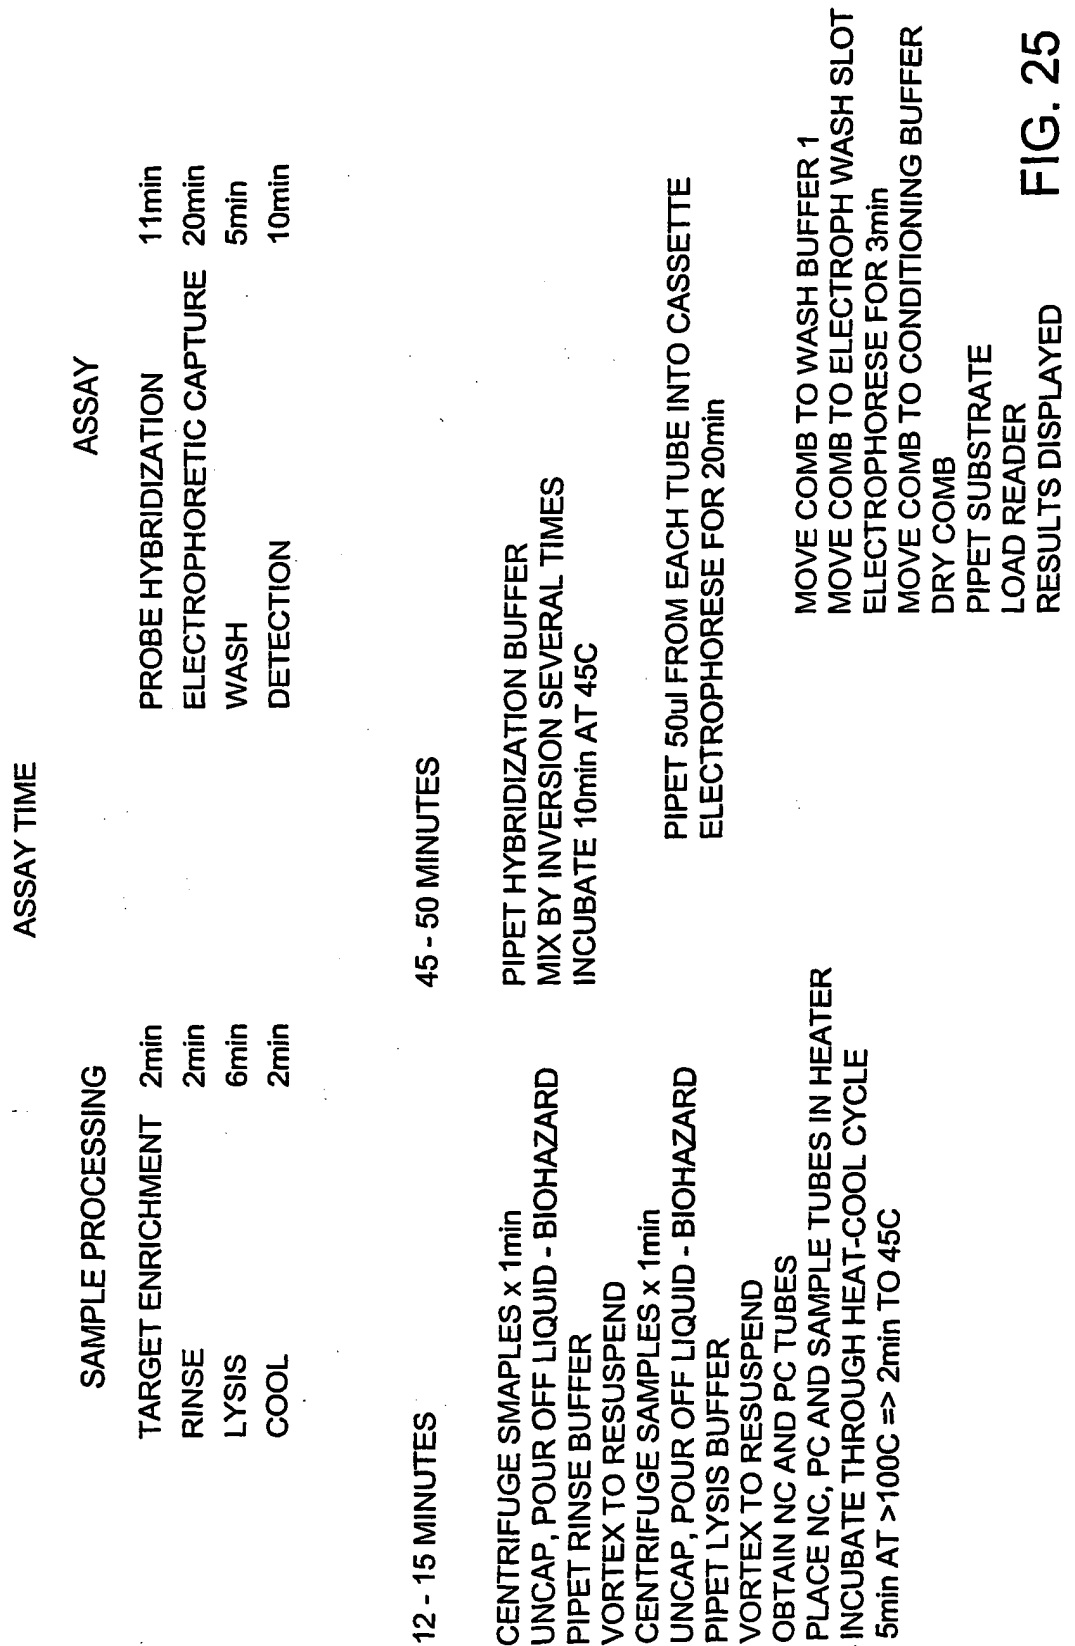 ASSAY TIME
SAMPLE PROCESSING
TARGET ENRICHMENT 2min
RINSE 2min
LYSIS 6min
COOL 2min
ASSAY
PROBE HYBRIDIZATION 11min
ELECTROPHORETIC CAPTURE 20min
WASH 5min
DETECTION 10min
12 - 15 MINUTES
45 - 50 MINUTES
CENTRIFUGE SMAPLES x 1min
UNCAP, POUR OFF LIQUID - BIOHAZARD
PIPET RINSE BUFFER
VORTEX TO RESUSPEND
CENTRIFUGE SAMPLES x 1min
UNCAP, POUR OFF LIQUID - BIOHAZARD
PIPET LYSIS BUFFER
VORTEX TO RESUSPEND
OBTAIN NC AND PC TUBES
PLACE NC, PC AND SAMPLE TUBES IN HEATER
INCUBATE THROUGH HEAT-COOL CYCLE
5min AT >100C => 2min TO 45C
PIPET HYBRIDIZATION BUFFER
MIX BY INVERSION SEVERAL TIMES
INCUBATE 10min AT 45C
PIPET 50ul FROM EACH TUBE INTO CASSETTE
ELECTROPHORESE FOR 20min
MOVE COMB TO WASH BUFFER 1
MOVE COMB TO ELECTROPH WASH SLOT
ELECTROPHORESE FOR 3min
MOVE COMB TO CONDITIONING BUFFER
DRY COMB
PIPET SUBSTRATE
LOAD READER
RESULTS DISPLAYED
FIG. 25